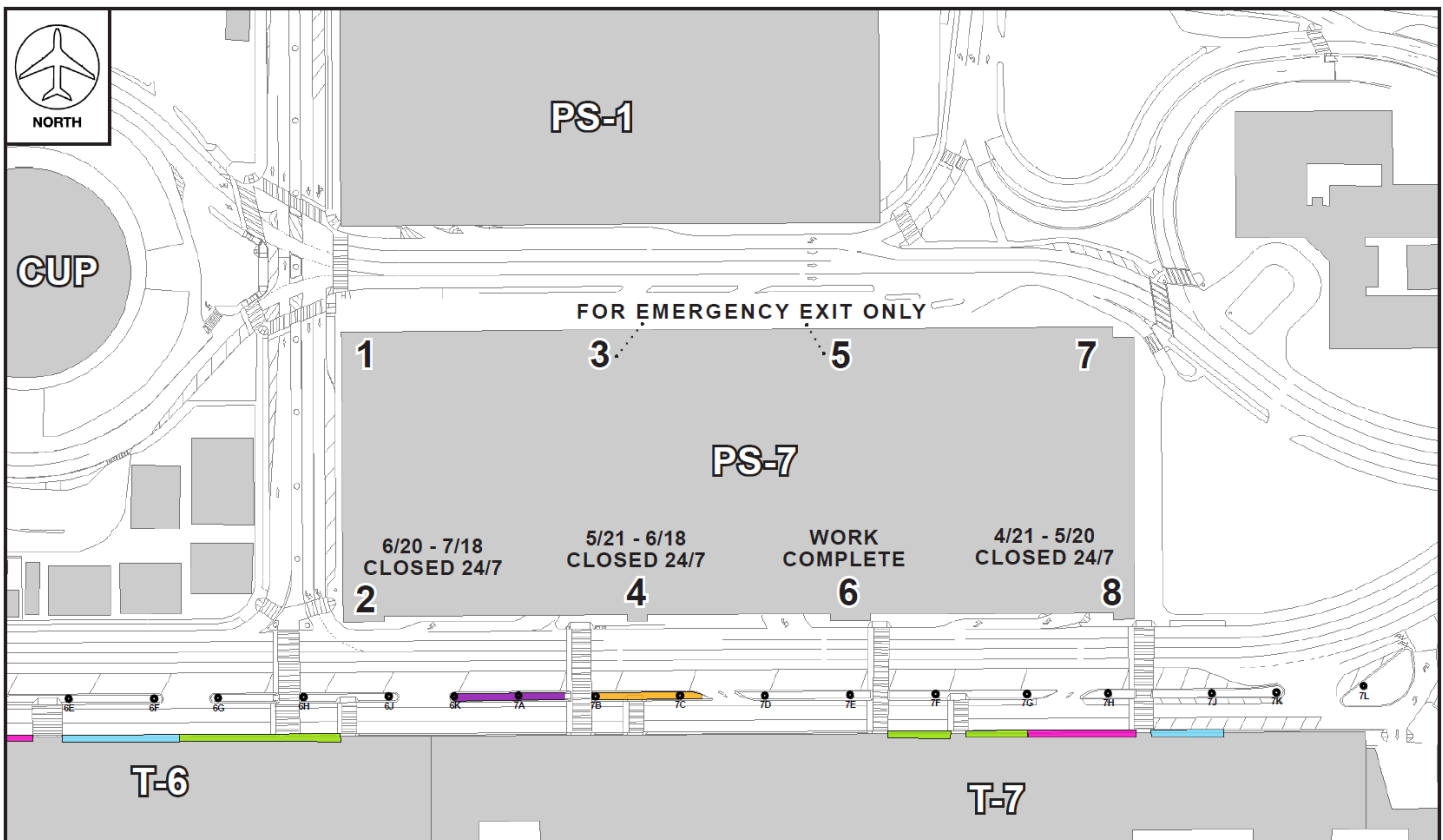 NORTH
PS-1
CUP
FOR EMERGENCY EXIT ONLY
1
3
5
7
PS-7
6/20 - 7/18
CLOSED 24/7
5/21 - 6/18
CLOSED 24/7
WORK
COMPLETE
4/21 - 5/20
CLOSED 24/7
2
4
6
8
6E
6F
6G
6H
6J
6K
7A
7B
7C
7D
7E
7F
7G
7H
7J
7K
7L
T-6
T-7